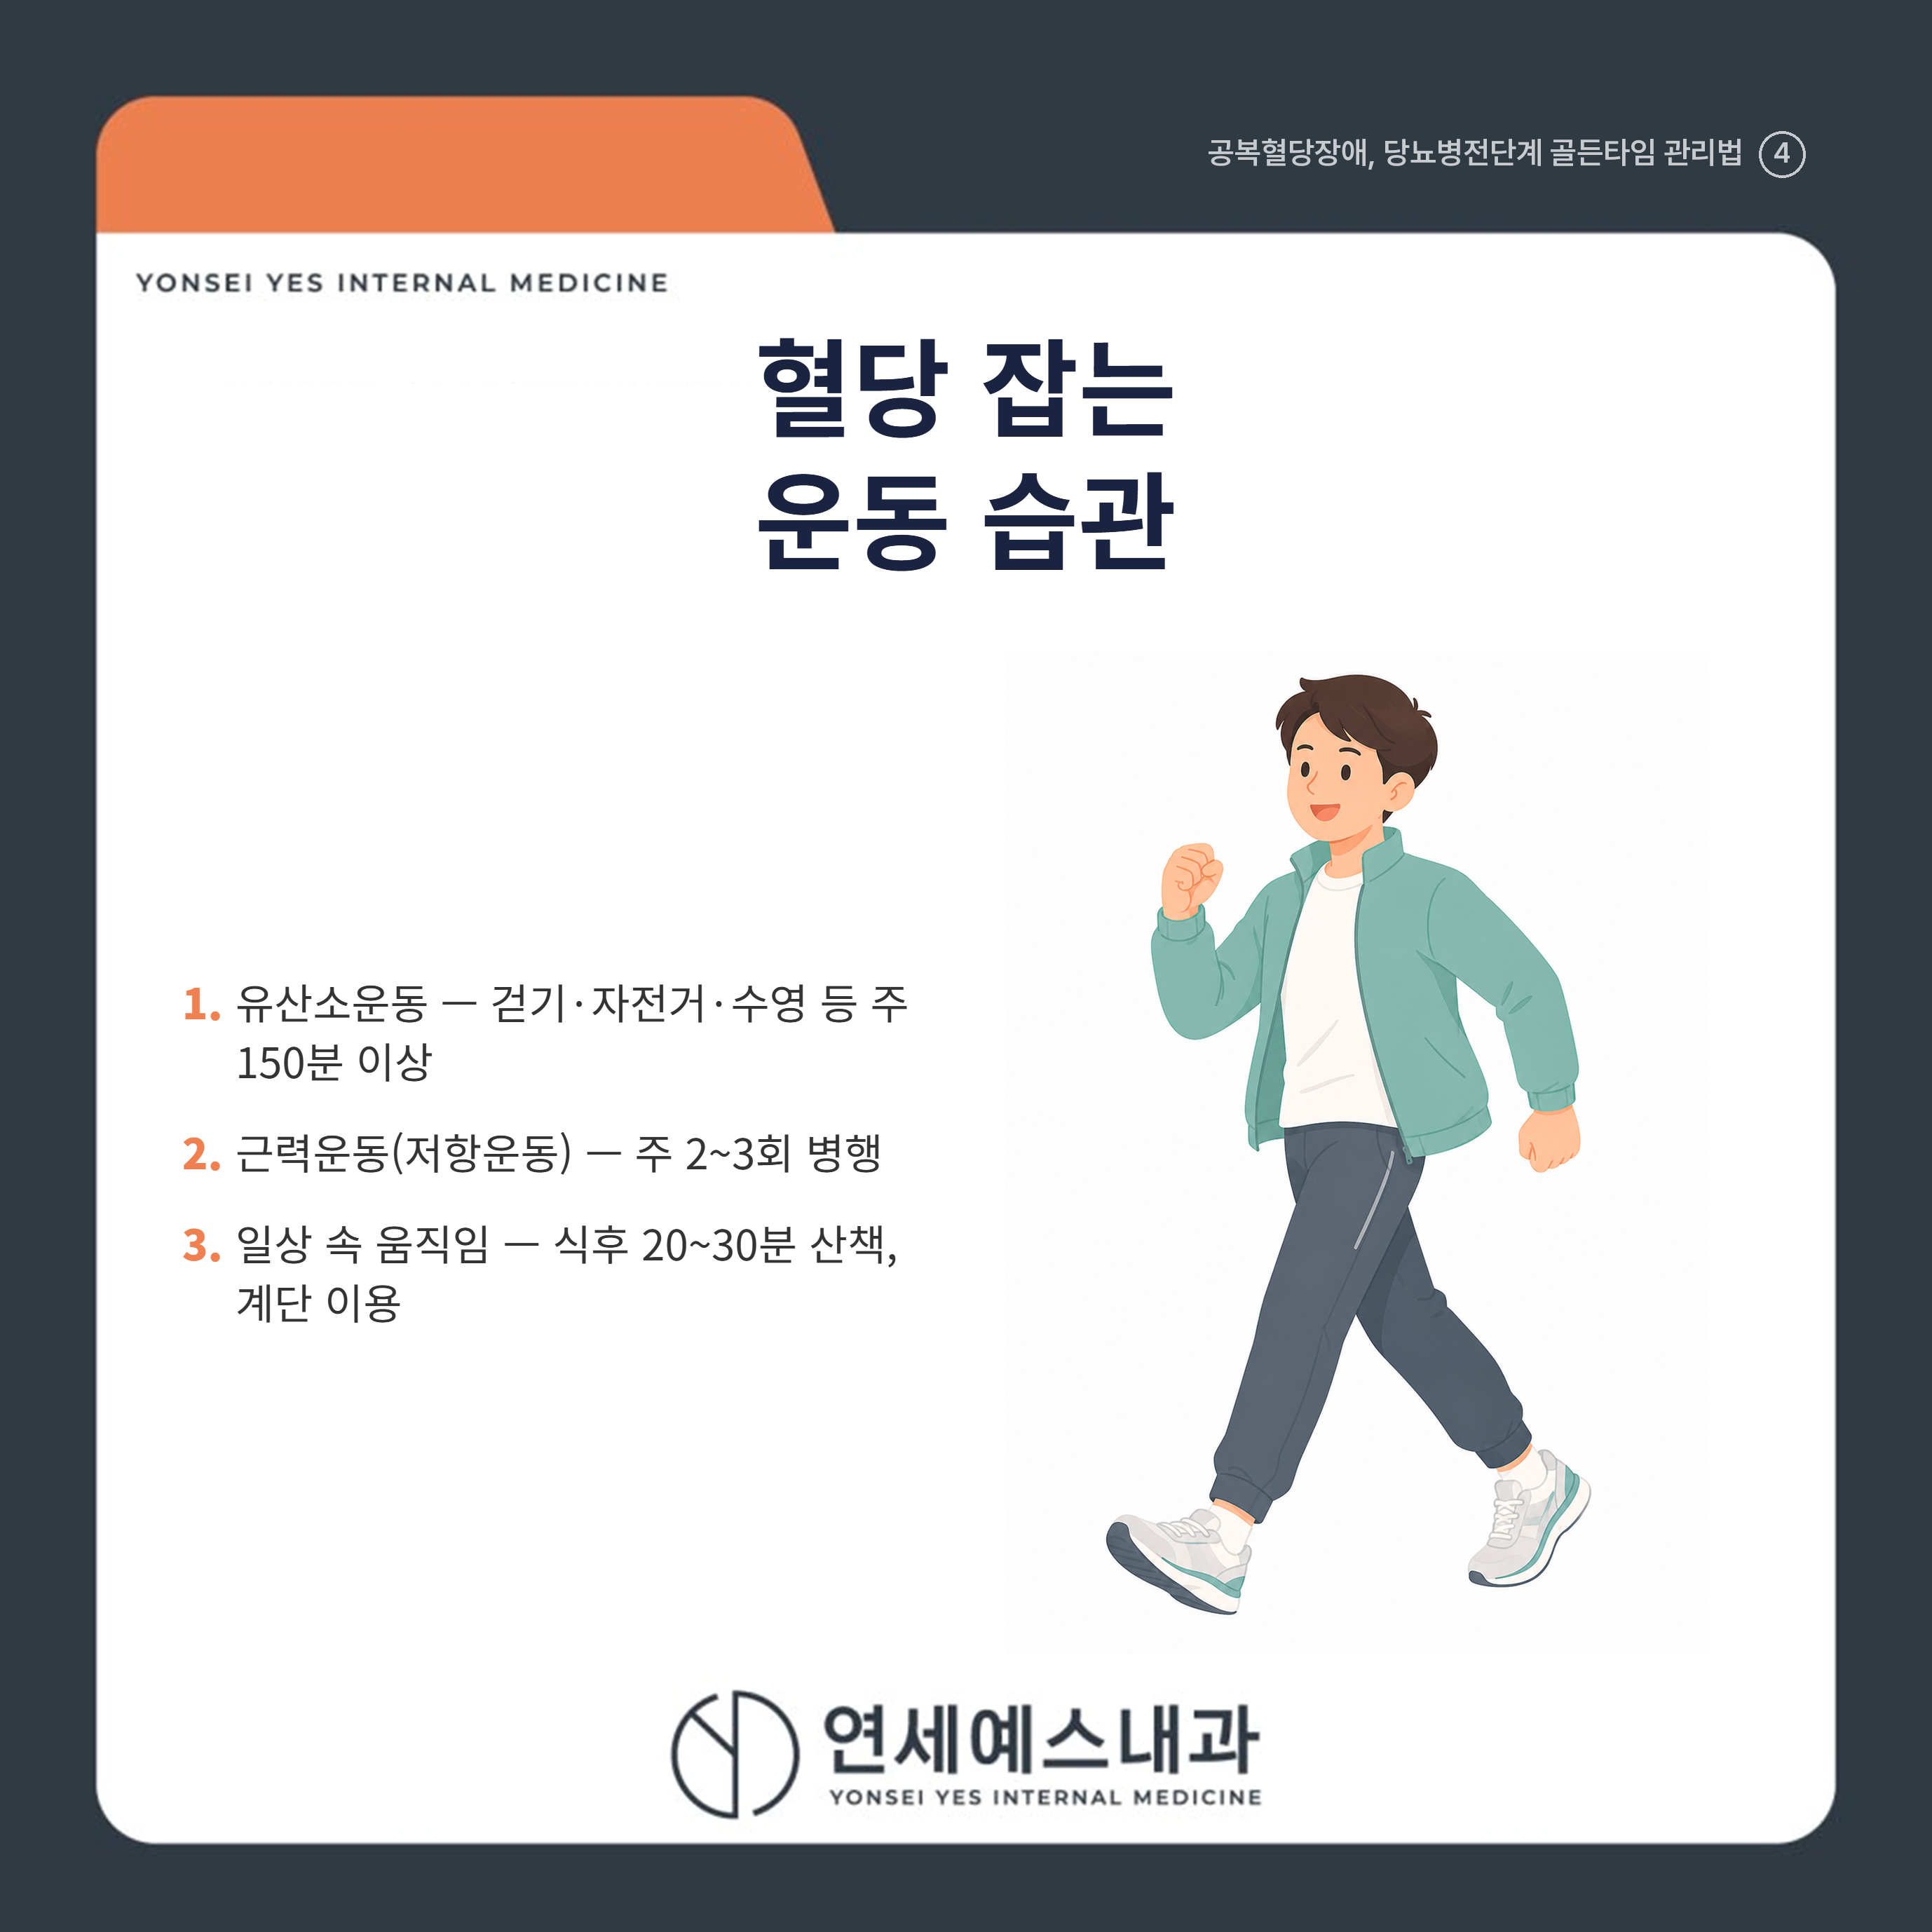 공복혈당장애, 당뇨병전단계 골든타임 관리법 4
YONSEI YES INTERNAL MEDICINE
혈당 잡는
운동 습관
1. 유산소운동 — 걷기·자전거·수영 등 주
150분 이상
2. 근력운동(저항운동) — 주 2~3회 병행
3. 일상 속 움직임 — 식후 20~30분 산책,
계단 이용
연세예스내과
YONSEI YES INTERNAL MEDICINE